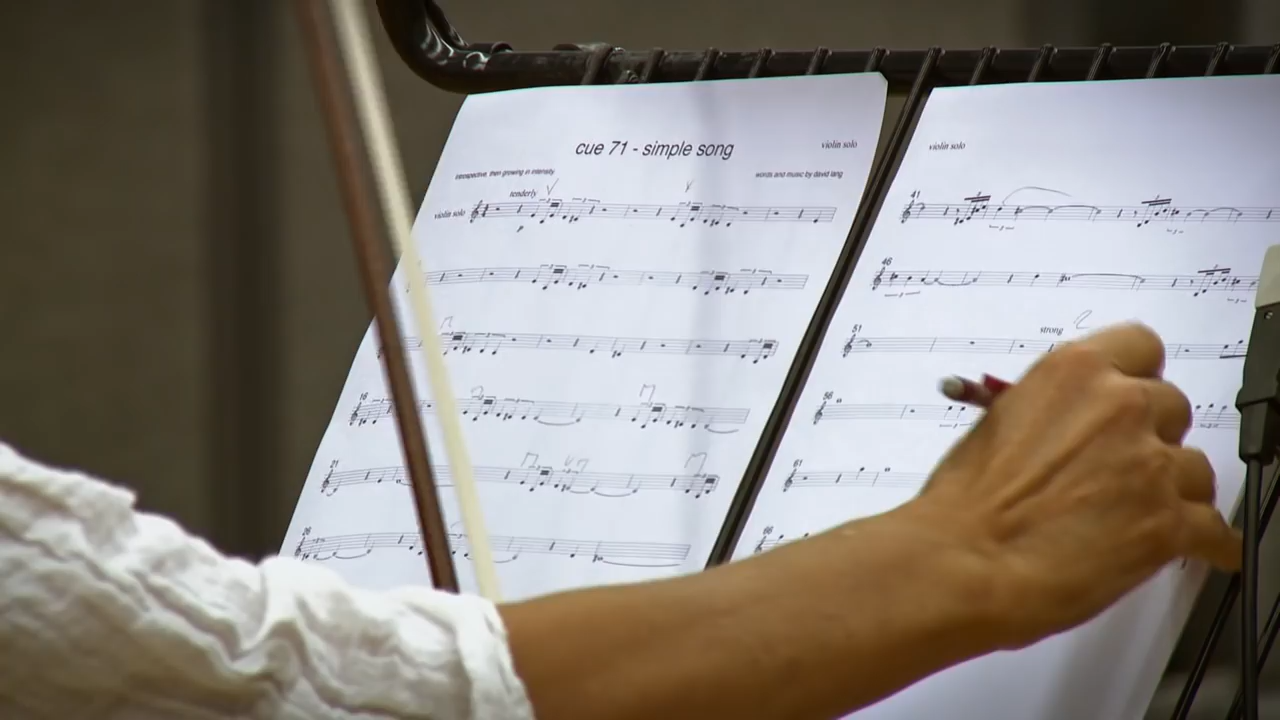 cue 71 - simple song
violin solo
introspective, then growing in intensity
words and music by david lang
tenderly
violin solo
p
16
21
26
violin solo
41
46
51
strong
56
61
66